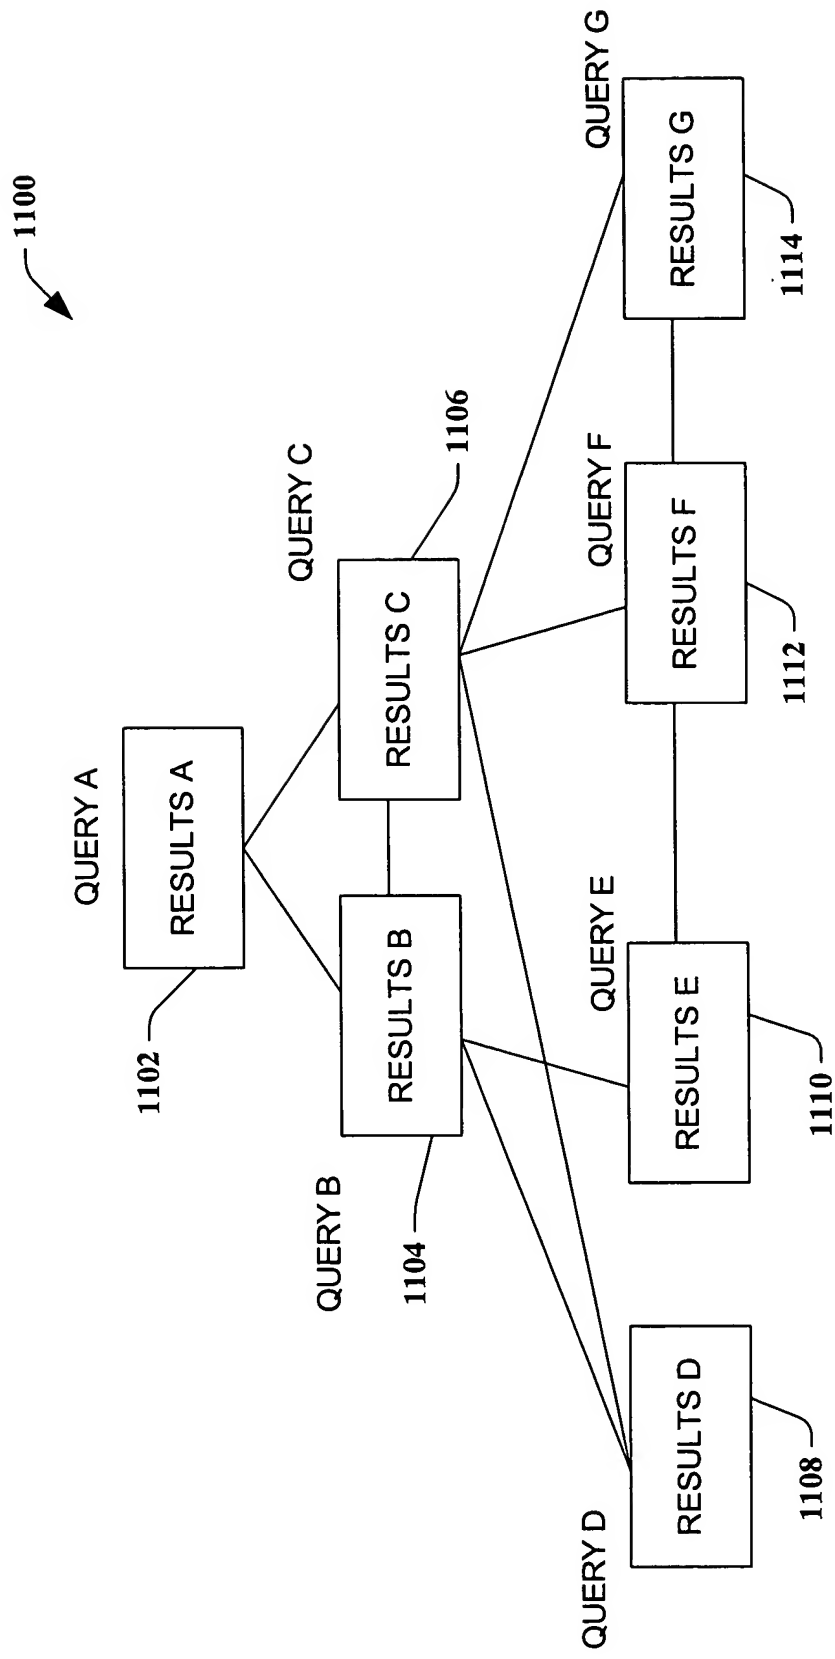 1100
QUERY A
RESULTS A
1102
QUERY B
RESULTS B
1104
QUERY C
RESULTS C
1106
QUERY D
RESULTS D
1108
QUERY E
RESULTS E
1110
QUERY F
RESULTS F
1112
QUERY G
RESULTS G
1114